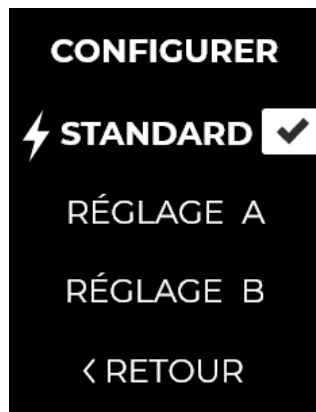 CONFIGURER
STANDARD
RÉGLAGE A
RÉGLAGE B
< RETOUR